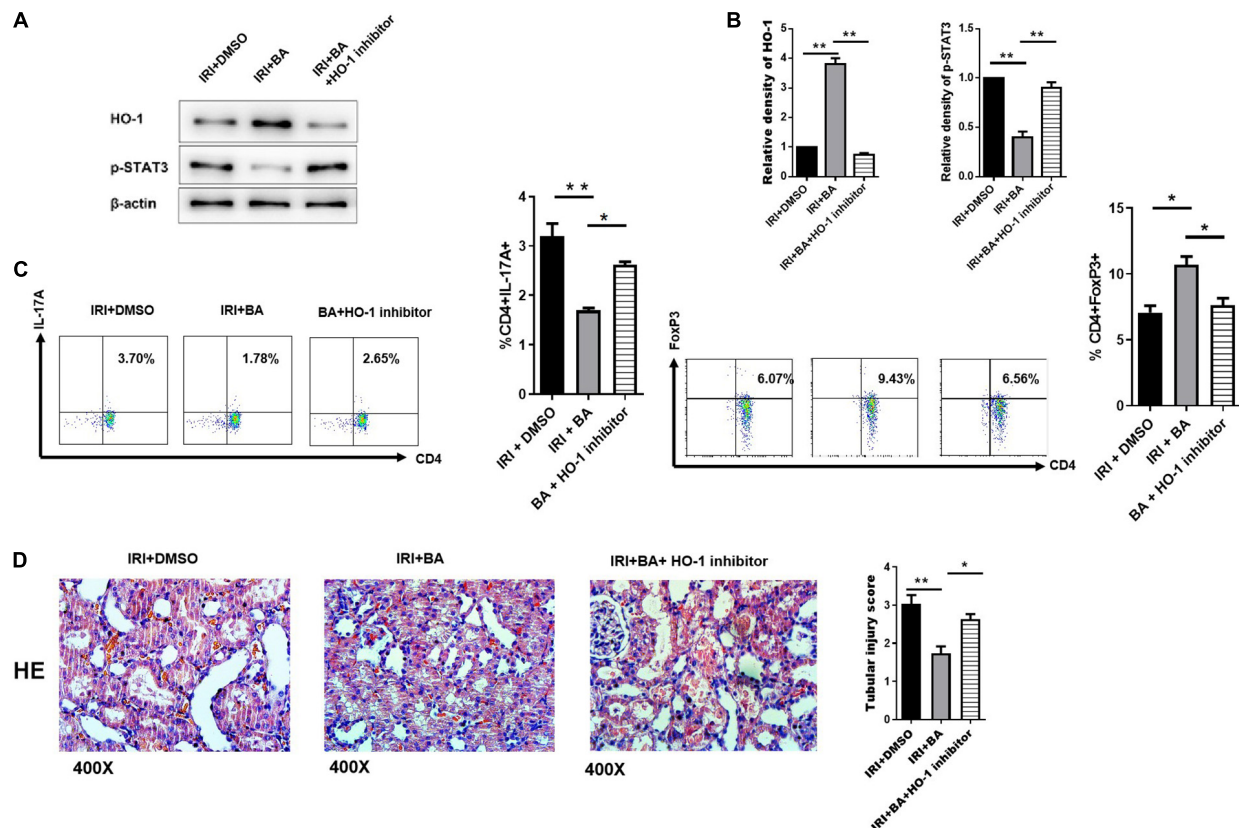 A
IRI+DMSO
IRI+BA
IRI+BA
+HO-1 inhibitor
HO-1
p-STAT3
β-actin
B
Relative density of HO-1
5
4
3
2
1
0
**
**
IRI+DMSO
IRI+BA
IRI+BA+HO-1 inhibitor
Relative density of p-STAT3
1.5
1.0
0.5
0.0
**
**
IRI+DMSO
IRI+BA
IRI+BA+HO-1 inhibitor
C
IL-17A
IRI+DMSO
IRI+BA
BA+HO-1 inhibitor
3.70%
1.78%
2.65%
CD4
%CD4+IL-17A+
4
3
2
1
0
**
*
IRI + DMSO
IRI + BA
BA + HO-1 inhibitor
FoxP3
6.07%
9.43%
6.56%
CD4
% CD4+FoxP3+
15
10
5
0
*
*
IRI + DMSO
IRI + BA
BA + HO-1 inhibitor
D
IRI+DMSO
IRI+BA
IRI+BA+ HO-1 inhibitor
HE
400X
400X
400X
Tubular injury score
4
3
2
1
0
**
*
IRI+DMSO
IRI+BA
IRI+BA+HO-1 inhibitor